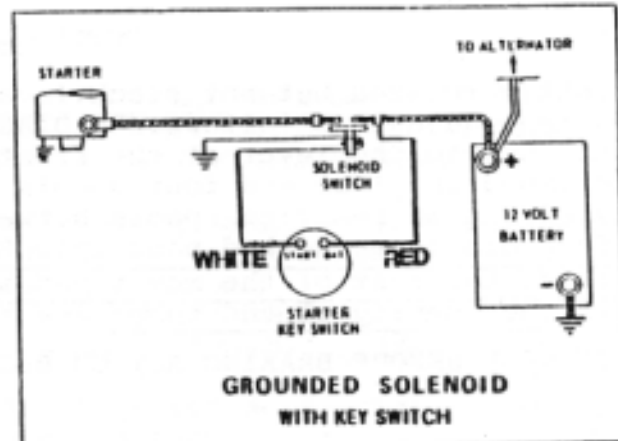 TO ALTERNATOR
STARTER
SOLENOID
SWITCH
+
12 VOLT
BATTERY
WHITE
START BAT
RED
-
STARTER
KEY SWITCH
GROUNDED SOLENOID
WITH KEY SWITCH